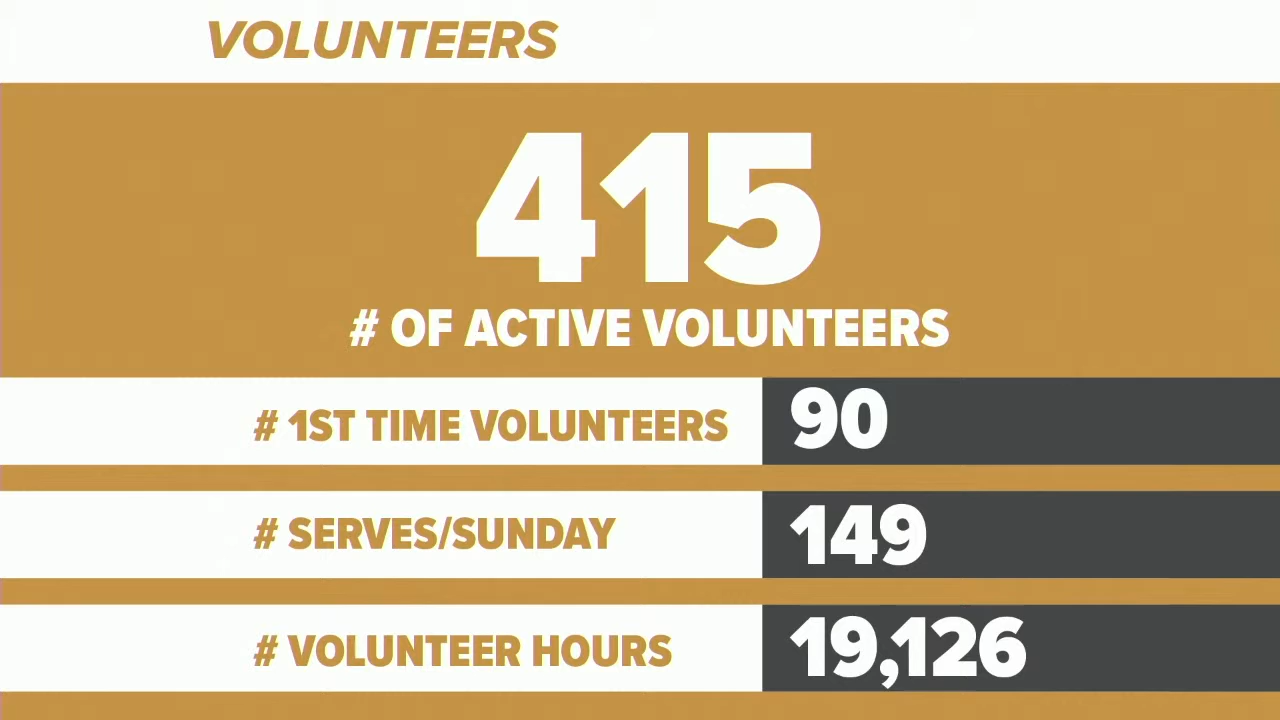 VOLUNTEERS
415
# OF ACTIVE VOLUNTEERS
# 1ST TIME VOLUNTEERS 90
# SERVES/SUNDAY 149
# VOLUNTEER HOURS 19,126